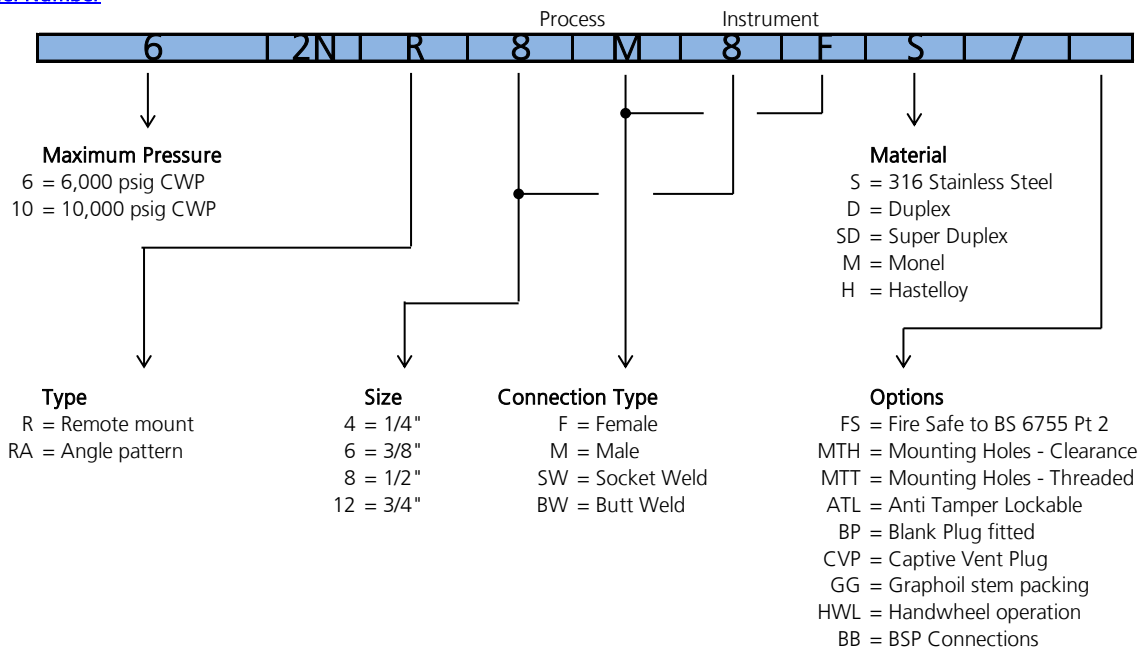 Process Instrument
6 2N R 8 M 8 F S /
Maximum Pressure
6 = 6,000 psig CWP
10 = 10,000 psig CWP
Material
S = 316 Stainless Steel
D = Duplex
SD = Super Duplex
M = Monel
H = Hastelloy
Type
R = Remote mount
RA = Angle pattern
Size
4 = 1/4"
6 = 3/8"
8 = 1/2"
12 = 3/4"
Connection Type
F = Female
M = Male
SW = Socket Weld
BW = Butt Weld
Options
FS = Fire Safe to BS 6755 Pt 2
MTH = Mounting Holes - Clearance
MTT = Mounting Holes - Threaded
ATL = Anti Tamper Lockable
BP = Blank Plug fitted
CVP = Captive Vent Plug
GG = Graphoil stem packing
HWL = Handwheel operation
BB = BSP Connections